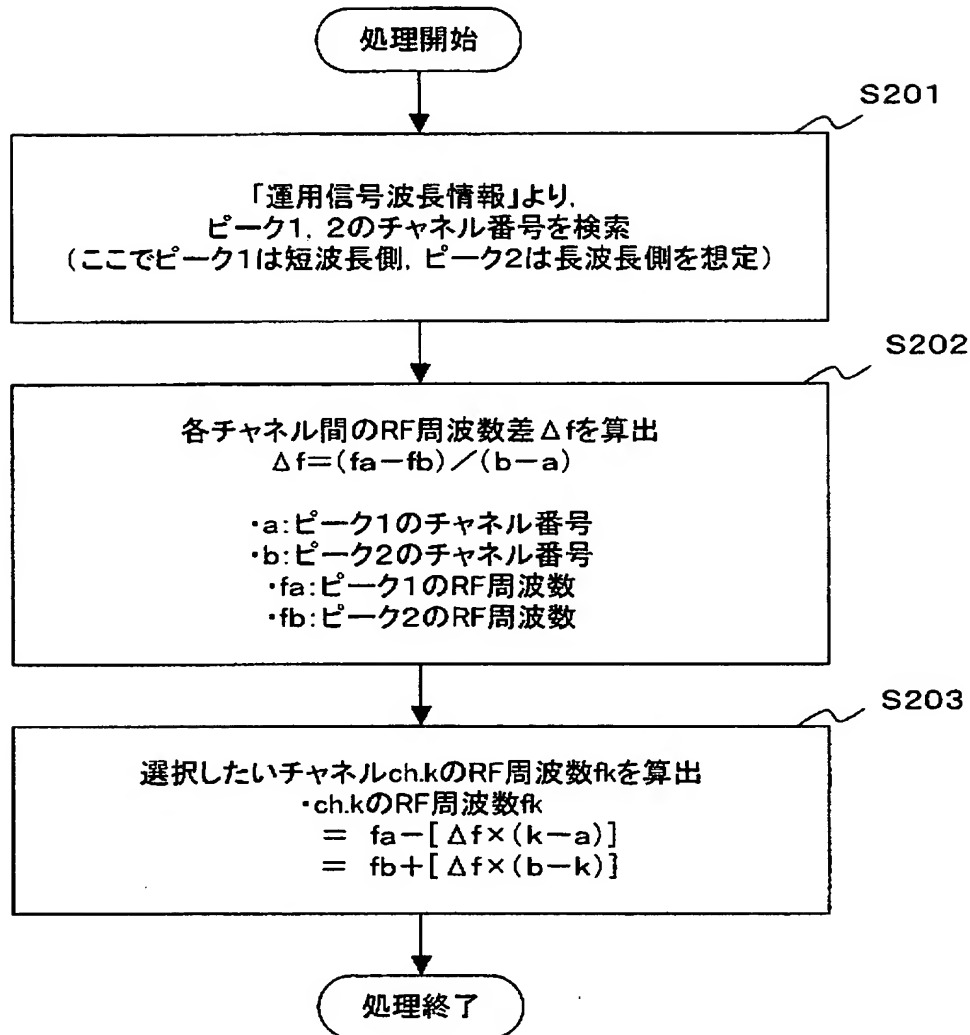 処理開始
S201
「運用信号波長情報」より,
ピーク1, 2のチャネル番号を検索
(ここでピーク1は短波長側, ピーク2は長波長側を想定)
S202
各チャネル間のRF周波数差Δfを算出
Δf=(fa−fb)/(b−a)
・a:ピーク1のチャネル番号
・b:ピーク2のチャネル番号
・fa:ピーク1のRF周波数
・fb:ピーク2のRF周波数
S203
選択したいチャネルch.kのRF周波数fkを算出
・ch.kのRF周波数fk
= fa−[Δf×(k−a)]
= fb+[Δf×(b−k)]
処理終了